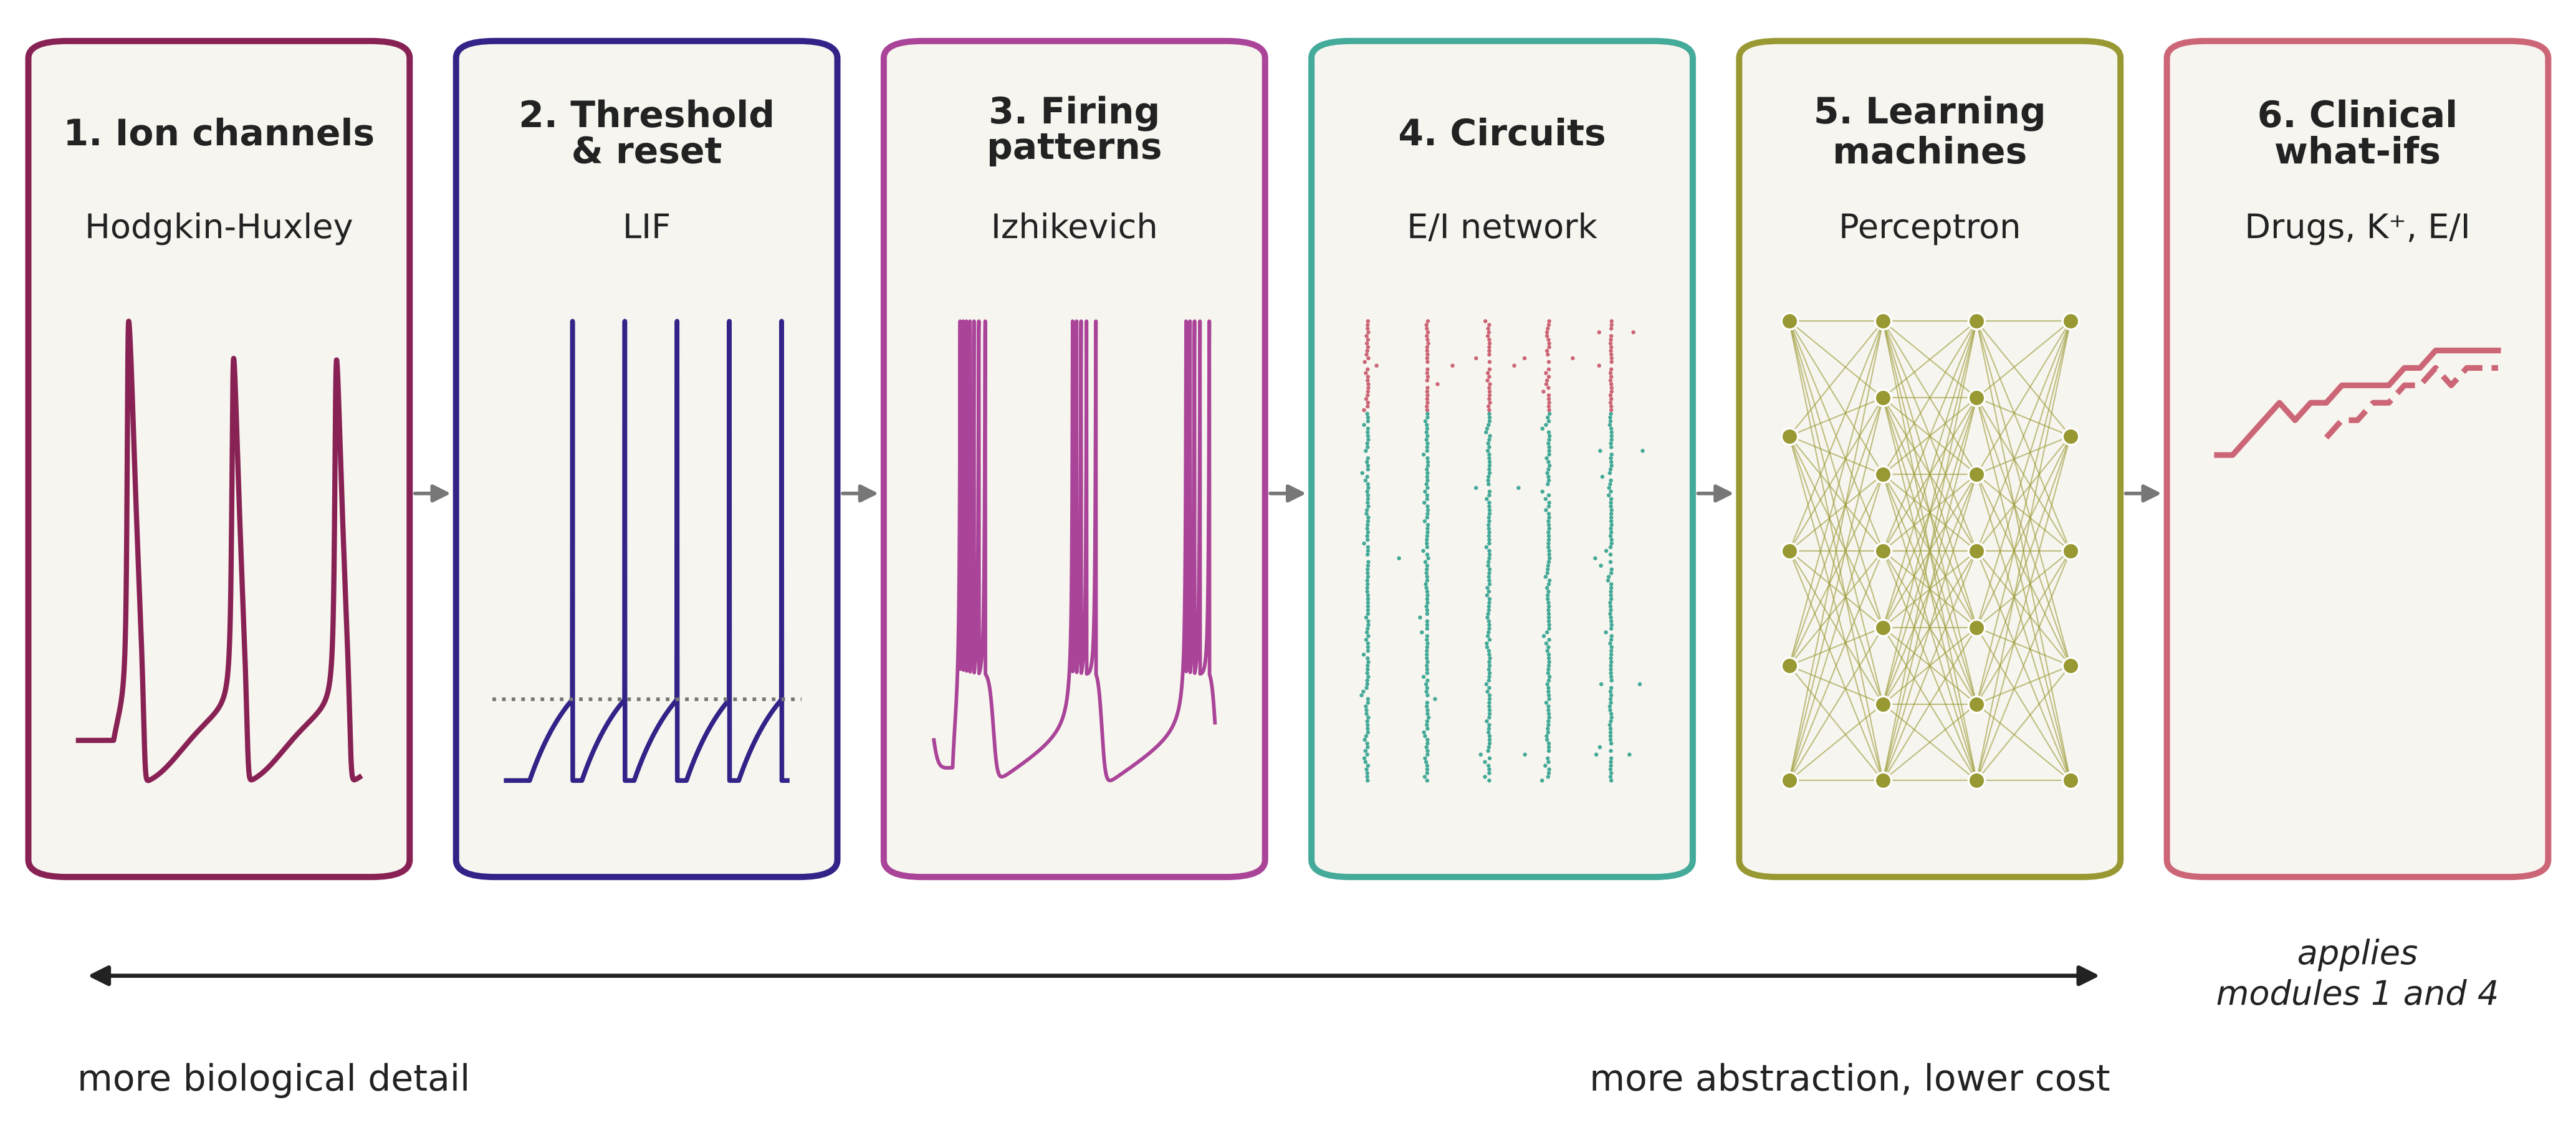 1. Ion channels
Hodgkin-Huxley
2. Threshold
& reset
LIF
3. Firing
patterns
Izhikevich
4. Circuits
E/I network
5. Learning
machines
Perceptron
6. Clinical
what-ifs
Drugs, K⁺, E/I
applies
modules 1 and 4
more biological detail
more abstraction, lower cost